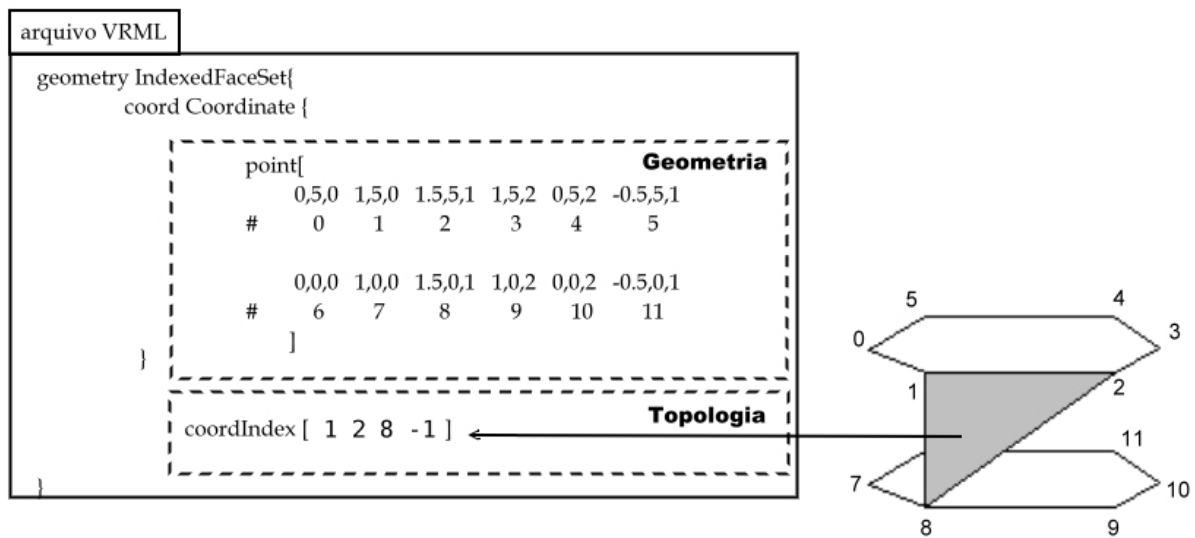 arquivo VRML
geometry IndexedFaceSet{
coord Coordinate {
Geometria
point[
0,5,0 1,5,0 1.5,5,1 1,5,2 0,5,2 -0.5,5,1
# 0 1 2 3 4 5
0,0,0 1,0,0 1.5,0,1 1,0,2 0,0,2 -0.5,0,1
# 6 7 8 9 10 11
]
}
Topologia
coordIndex [ 1 2 8 -1 ]
}
5 4
0 3
1 2
11
7 10
8 9